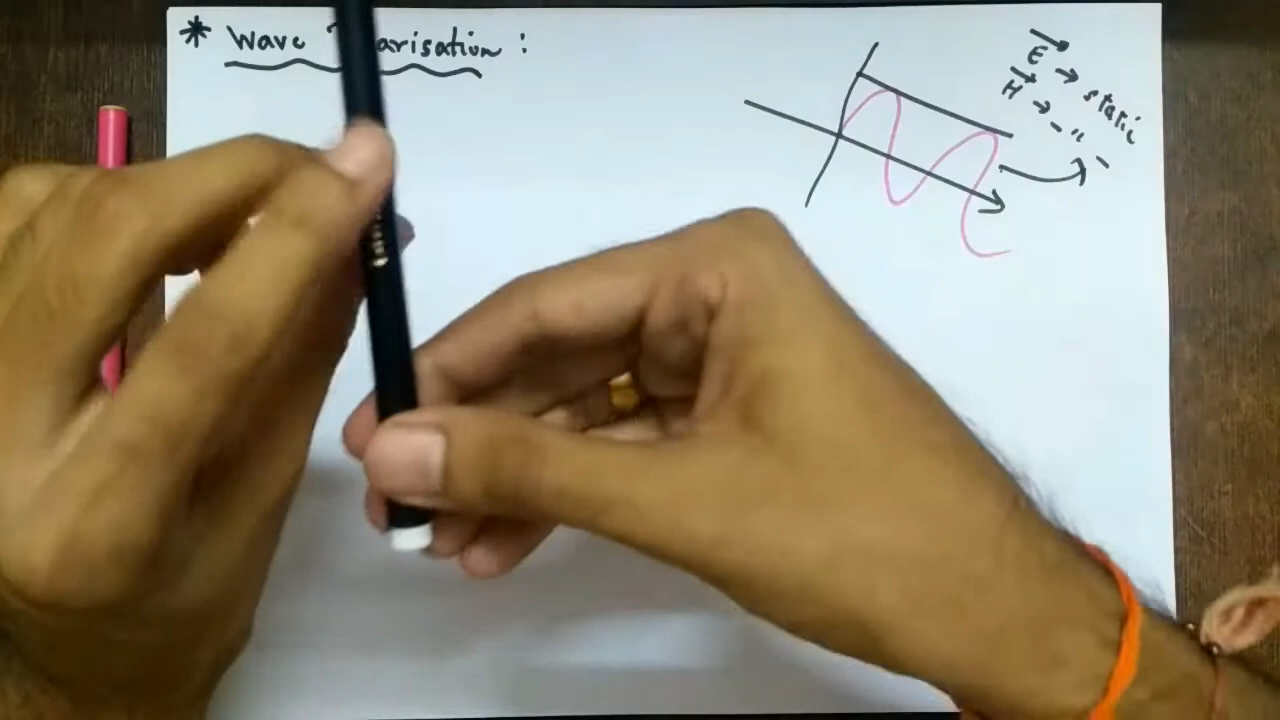 * Wave arisation :
E → static
H → - " -